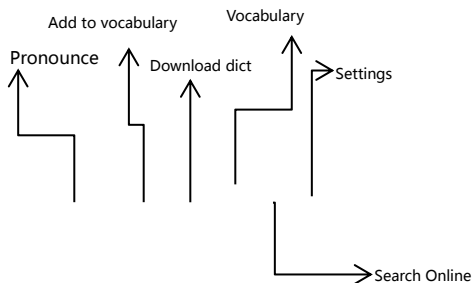 Vocabulary
Add to vocabulary
Pronounce
Download dict
Settings
Search Online